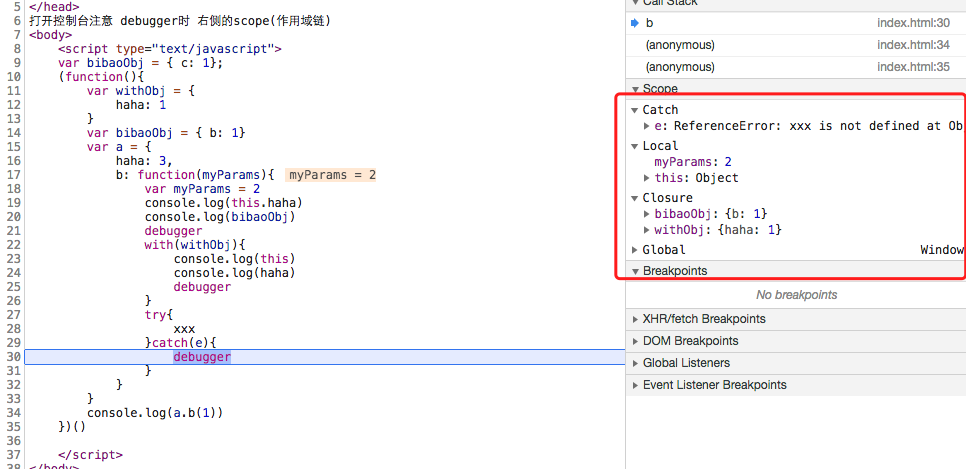 5 </head>
6 打开控制台注意 debugger时 右侧的scope(作用域链)
7 <body>
8 <script type="text/javascript">
9 var bibaoObj = { c: 1};
10 (function(){
11 var withObj = {
12 haha: 1
13 }
14 var bibaoObj = { b: 1}
15 var a = {
16 haha: 3,
17 b: function(myParams){ myParams = 2
18 var myParams = 2
19 console.log(this.haha)
20 console.log(bibaoObj)
21 debugger
22 with(withObj){
23 console.log(this)
24 console.log(haha)
25 debugger
26 }
27 try{
28 xxx
29 }catch(e){
30 debugger
31 }
32 }
33 }
34 console.log(a.b(1))
35 })()
36
37 </script>
38 </body>
Call Stack
b index.html:30
(anonymous) index.html:34
(anonymous) index.html:35
Scope
Catch
e: ReferenceError: xxx is not defined at Ob
Local
myParams: 2
this: Object
Closure
bibaoObj: {b: 1}
withObj: {haha: 1}
Global Window
Breakpoints
No breakpoints
XHR/fetch Breakpoints
DOM Breakpoints
Global Listeners
Event Listener Breakpoints